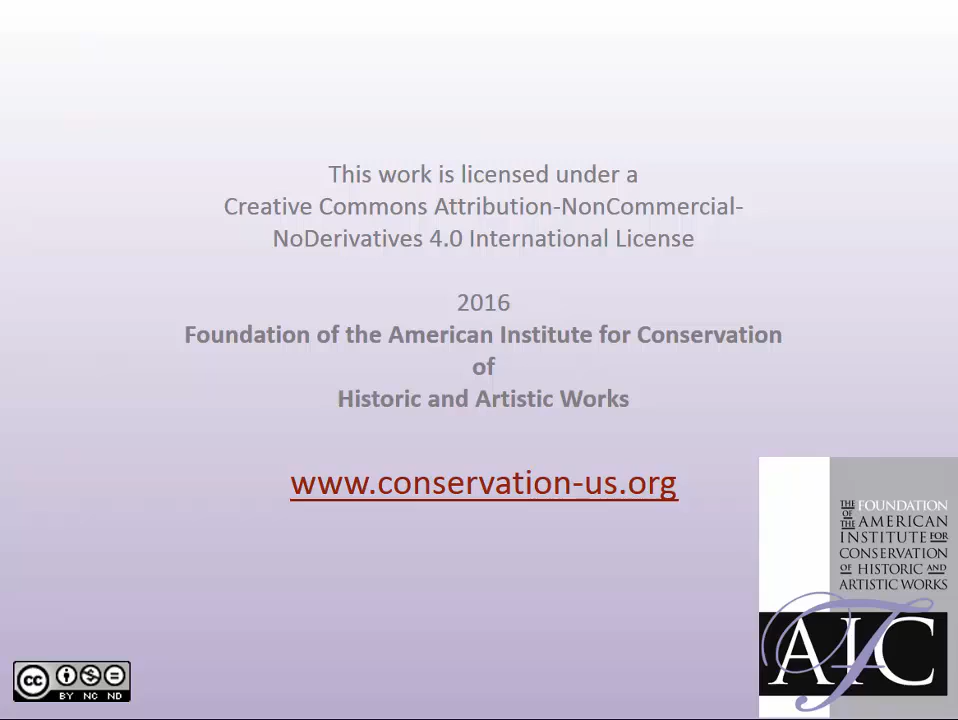 This work is licensed under a
Creative Commons Attribution-NonCommercial-
NoDerivatives 4.0 International License
2016
Foundation of the American Institute for Conservation
of
Historic and Artistic Works
www.conservation-us.org
THE FOUNDATION
OF
THE AMERICAN
INSTITUTE FOR
CONSERVATION
OF HISTORIC AND
ARTISTIC WORKS
FAIC
cc
BY NC ND